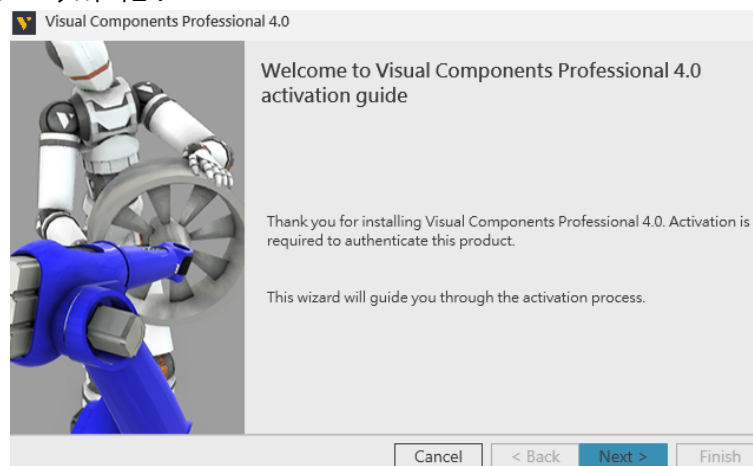 Visual Components Professional 4.0
Welcome to Visual Components Professional 4.0
activation guide
Thank you for installing Visual Components Professional 4.0. Activation is
required to authenticate this product.
This wizard will guide you through the activation process.
Cancel
< Back
Next >
Finish